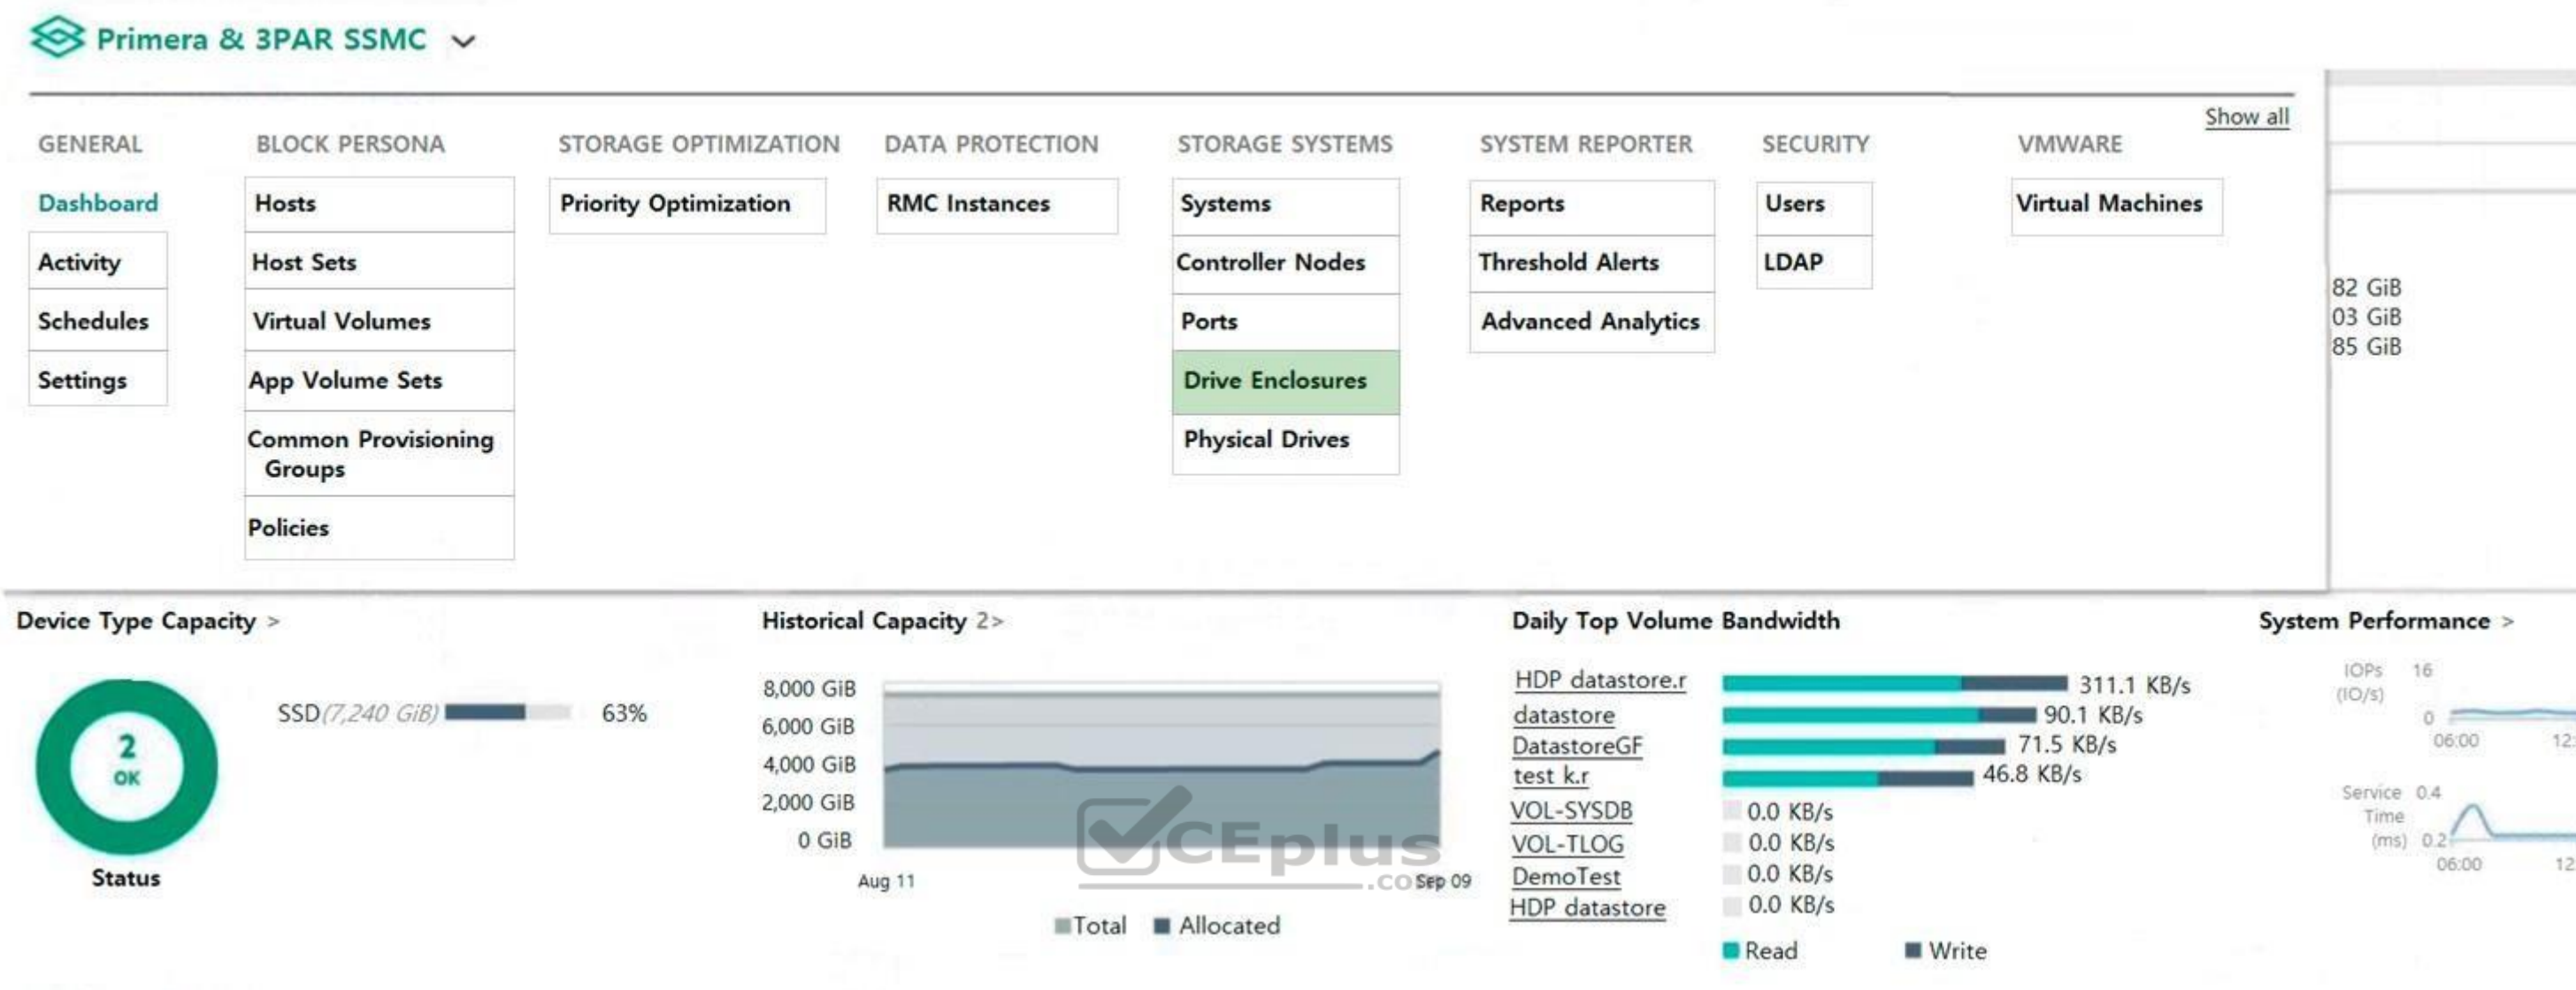 Primera & 3PAR SSMC
Show all
GENERAL
Dashboard
Activity
Schedules
Settings
BLOCK PERSONA
Hosts
Host Sets
Virtual Volumes
App Volume Sets
Common Provisioning
Groups
Policies
STORAGE OPTIMIZATION
Priority Optimization
DATA PROTECTION
RMC Instances
STORAGE SYSTEMS
Systems
Controller Nodes
Ports
Drive Enclosures
Physical Drives
SYSTEM REPORTER
Reports
Threshold Alerts
Advanced Analytics
SECURITY
Users
LDAP
VMWARE
Virtual Machines
82 GiB
03 GiB
85 GiB
Device Type Capacity >
2
OK
Status
SSD(7,240 GiB) 63%
Historical Capacity 2>
8,000 GiB
6,000 GiB
4,000 GiB
2,000 GiB
0 GiB
Aug 11
Sep 09
Total Allocated
CEplus
.com
Daily Top Volume Bandwidth
HDP datastore.r 311.1 KB/s
datastore 90.1 KB/s
DatastoreGF 71.5 KB/s
test k.r 46.8 KB/s
VOL-SYSDB 0.0 KB/s
VOL-TLOG 0.0 KB/s
DemoTest 0.0 KB/s
HDP datastore 0.0 KB/s
Read Write
System Performance >
IOPs 16
(IO/s)
0
06:00 12:
Service 0.4
Time
(ms) 0.2
06:00 12